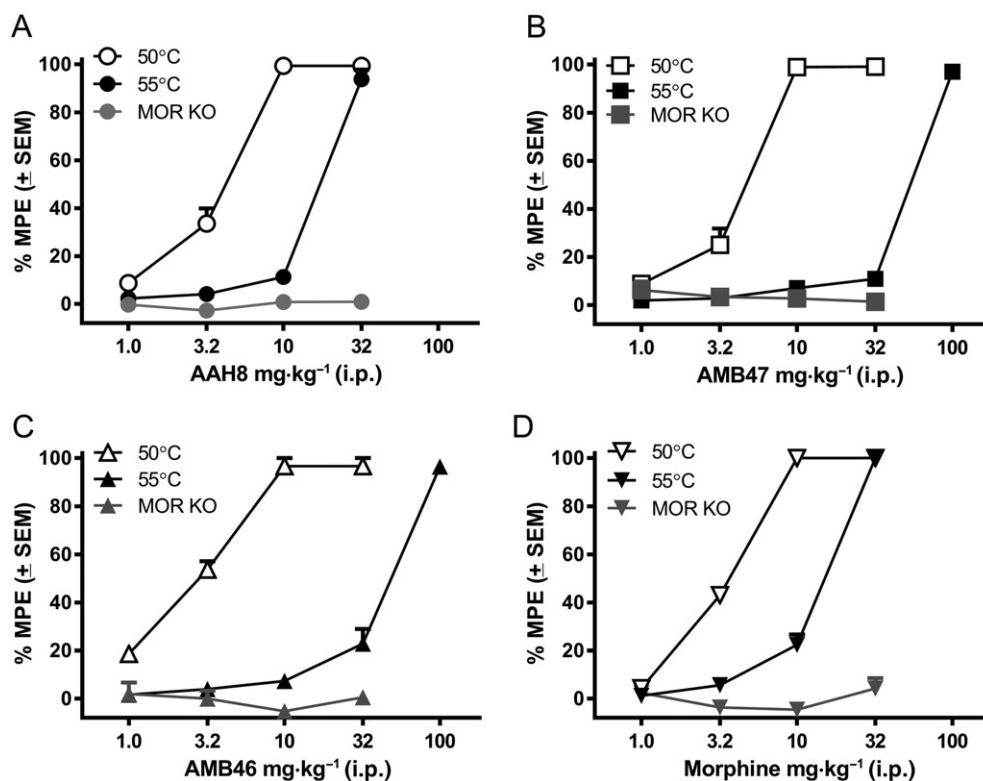 A
50°C
55°C
MOR KO
% MPE (± SEM)
100
80
60
40
20
0
1.0 3.2 10 32 100
AAH8 mg·kg⁻¹ (i.p.)
B
50°C
55°C
MOR KO
% MPE (± SEM)
100
80
60
40
20
0
1.0 3.2 10 32 100
AMB47 mg·kg⁻¹ (i.p.)
C
50°C
55°C
MOR KO
% MPE (± SEM)
100
80
60
40
20
0
1.0 3.2 10 32 100
AMB46 mg·kg⁻¹ (i.p.)
D
50°C
55°C
MOR KO
% MPE (± SEM)
100
80
60
40
20
0
1.0 3.2 10 32 100
Morphine mg·kg⁻¹ (i.p.)